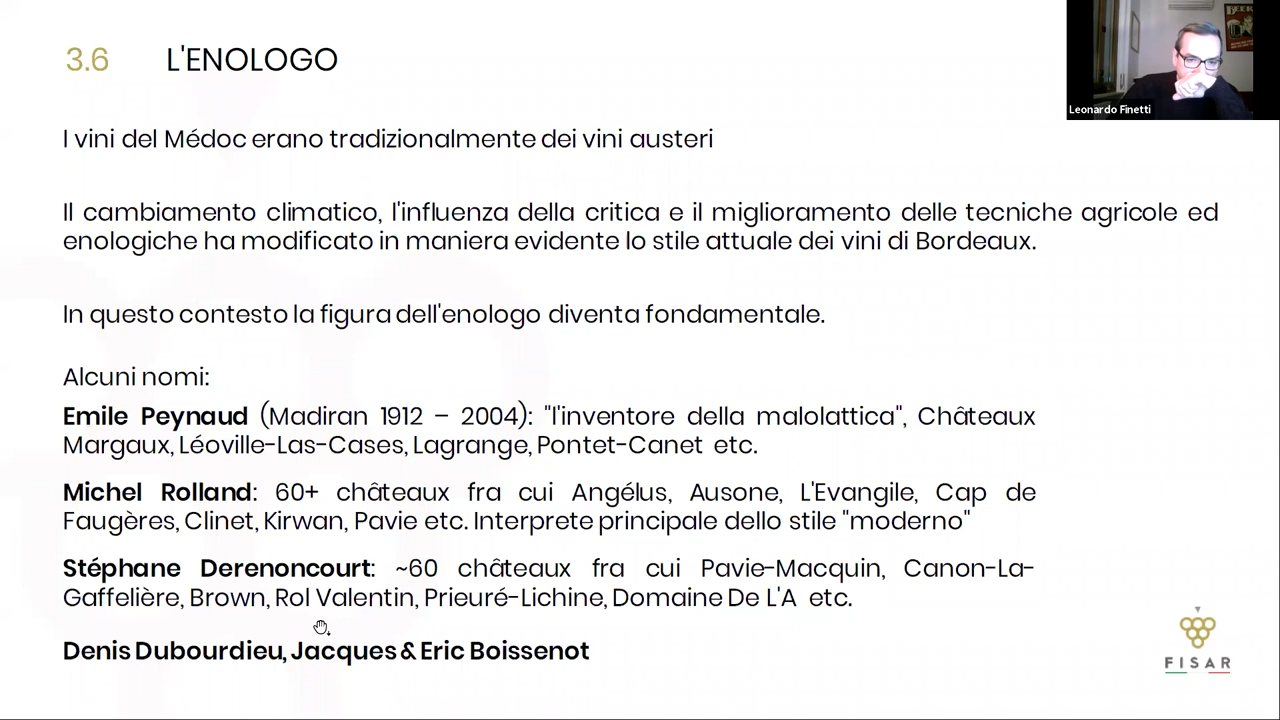 3.6 L'ENOLOGO
BEER
Leonardo Finetti
I vini del Médoc erano tradizionalmente dei vini austeri
Il cambiamento climatico, l'influenza della critica e il miglioramento delle tecniche agricole ed
enologiche ha modificato in maniera evidente lo stile attuale dei vini di Bordeaux.
In questo contesto la figura dell'enologo diventa fondamentale.
Alcuni nomi:
Emile Peynaud (Madiran 1912 – 2004): "l'inventore della malolattica", Châteaux
Margaux, Léoville-Las-Cases, Lagrange, Pontet-Canet etc.
Michel Rolland: 60+ châteaux fra cui Angélus, Ausone, L'Evangile, Cap de
Faugères, Clinet, Kirwan, Pavie etc. Interprete principale dello stile "moderno"
Stéphane Derenoncourt: ~60 châteaux fra cui Pavie-Macquin, Canon-La-
Gaffelière, Brown, Rol Valentin, Prieuré-Lichine, Domaine De L'A etc.
Denis Dubourdieu, Jacques & Eric Boissenot
FISAR